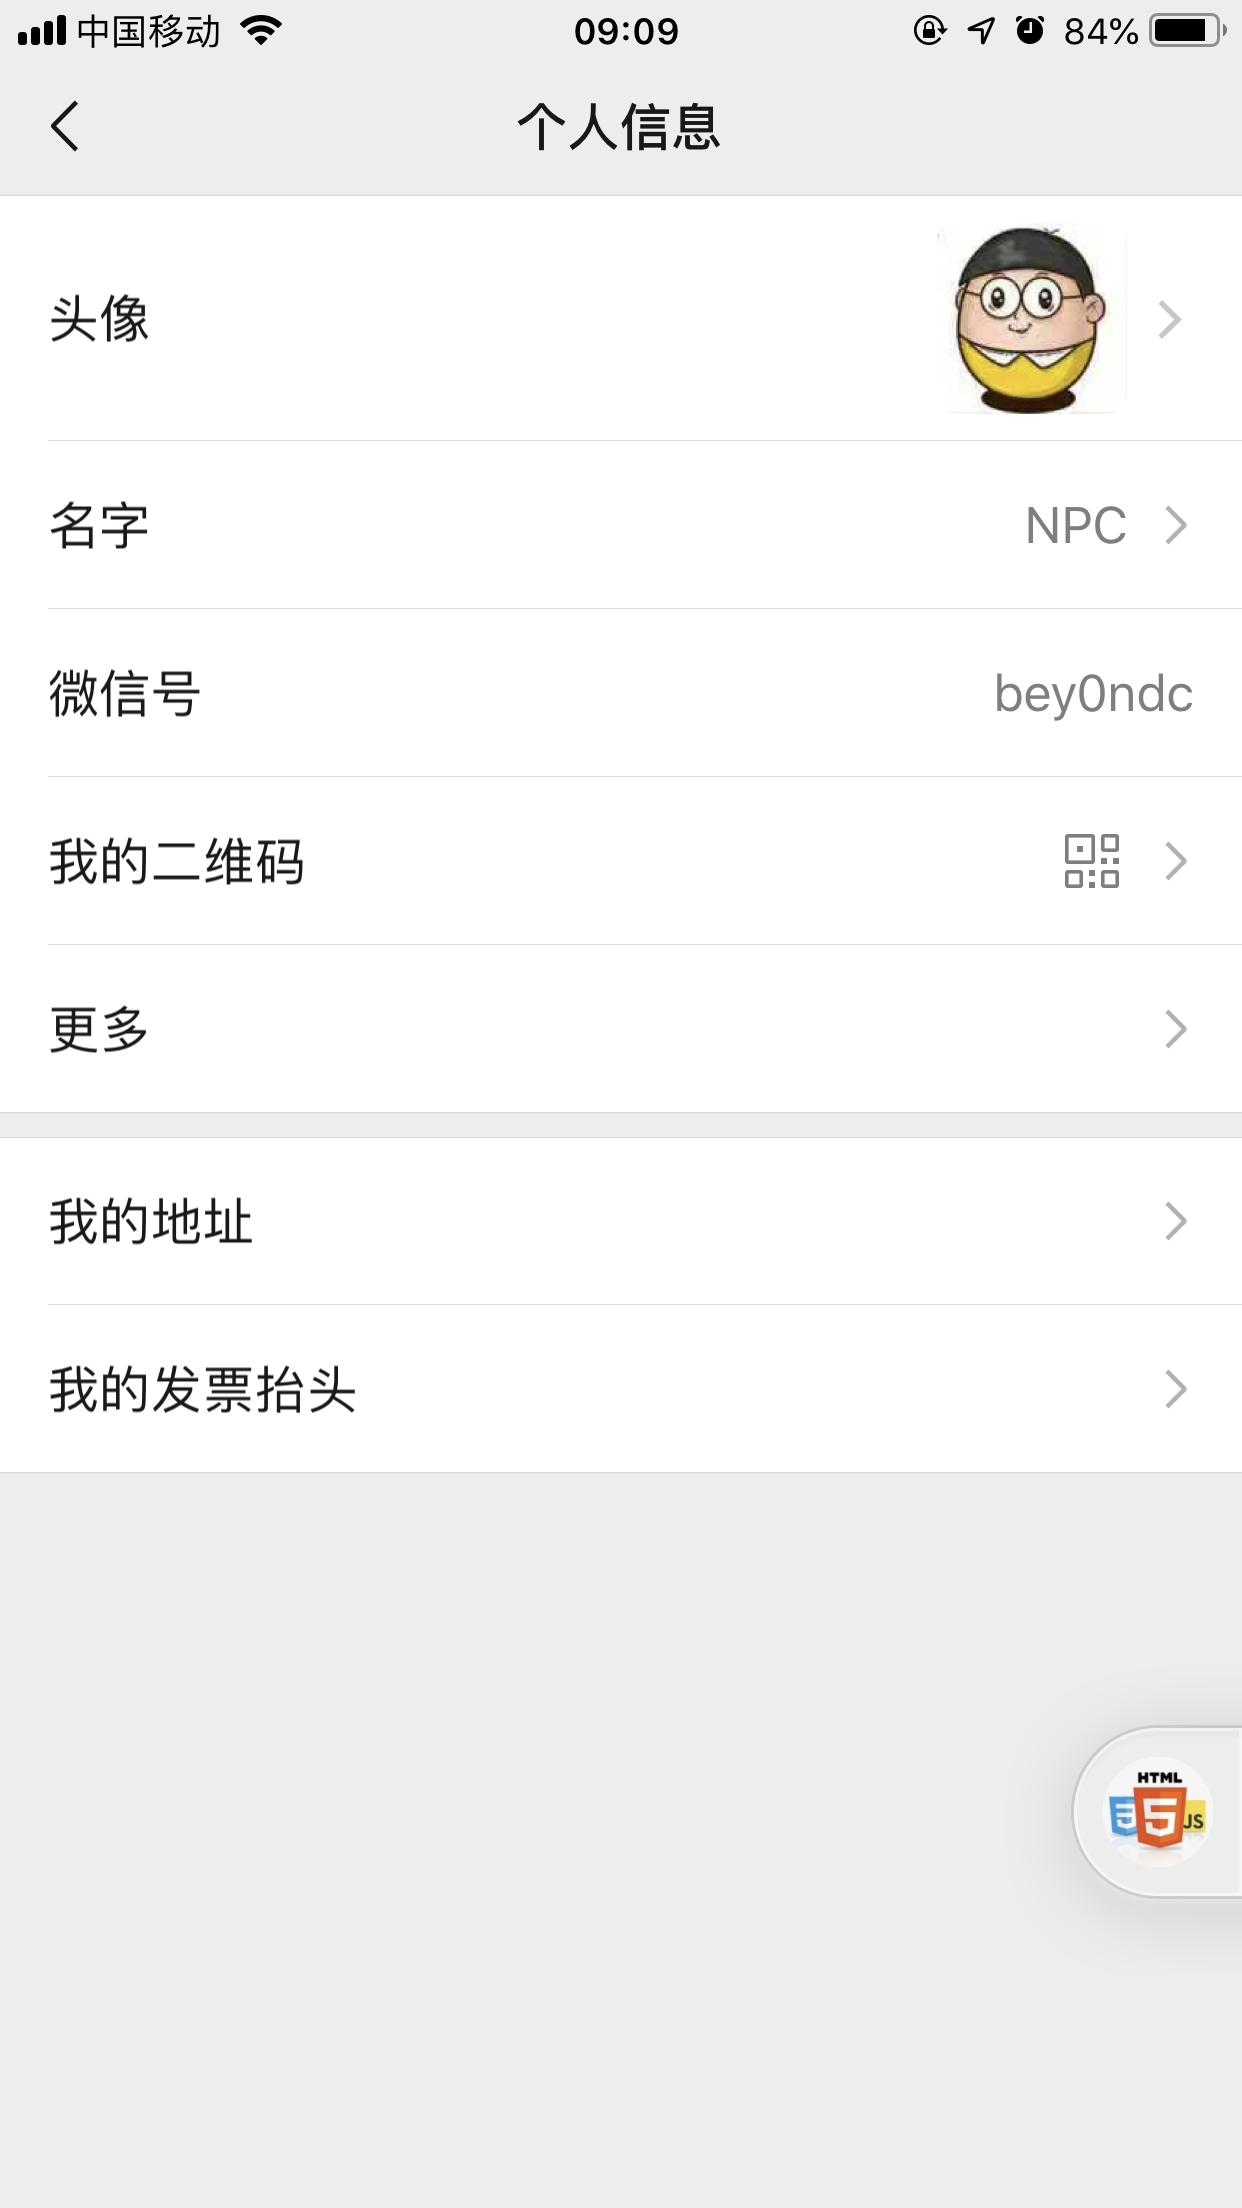 中国移动 09:09 84%
个人信息
头像
名字 NPC
微信号 bey0ndc
我的二维码
更多
我的地址
我的发票抬头
HTML
3 5 JS